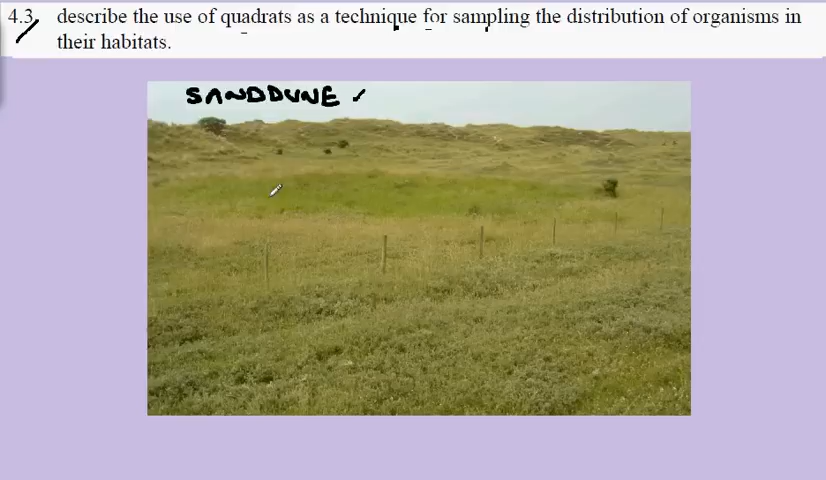 4.3 describe the use of quadrats as a technique for sampling the distribution of organisms in
their habitats.
SANDDUNE